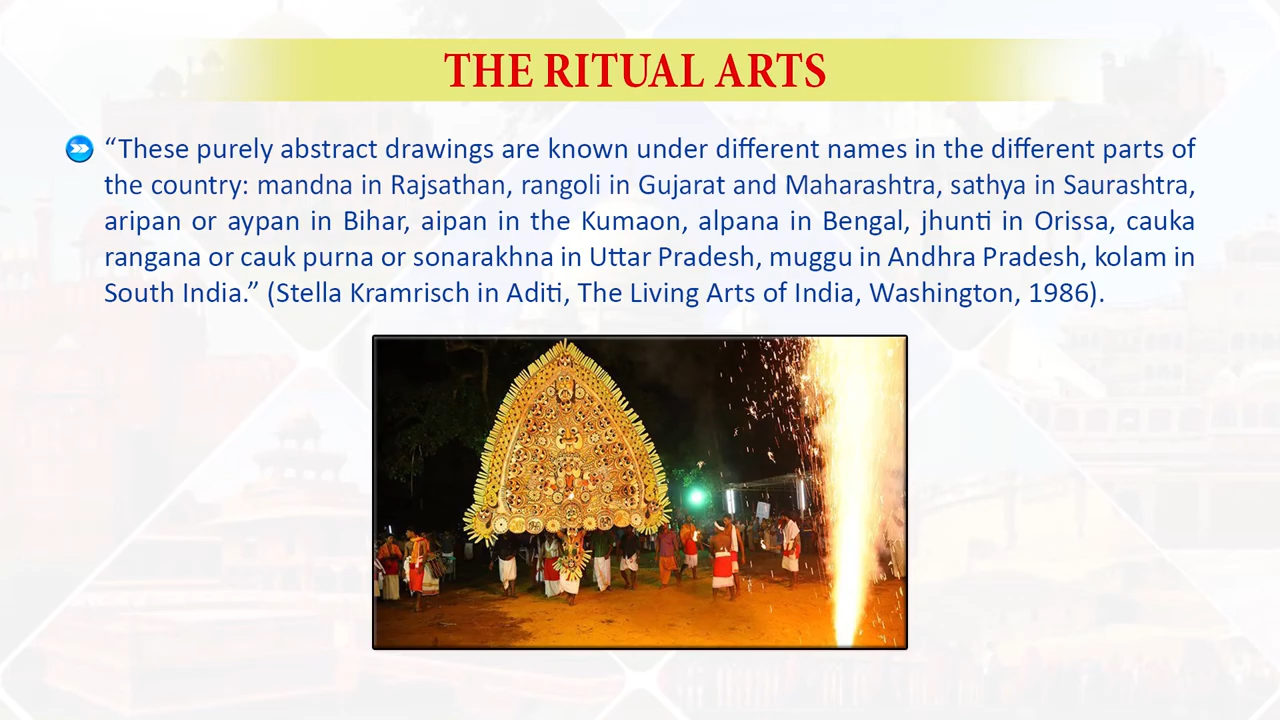 THE RITUAL ARTS
“These purely abstract drawings are known under different names in the different parts of
the country: mandna in Rajsathan, rangoli in Gujarat and Maharashtra, sathya in Saurashtra,
aripan or aypan in Bihar, aipan in the Kumaon, alpana in Bengal, jhunti in Orissa, cauka
rangana or cauk purna or sonarakhna in Uttar Pradesh, muggu in Andhra Pradesh, kolam in
South India.” (Stella Kramrisch in Aditi, The Living Arts of India, Washington, 1986).